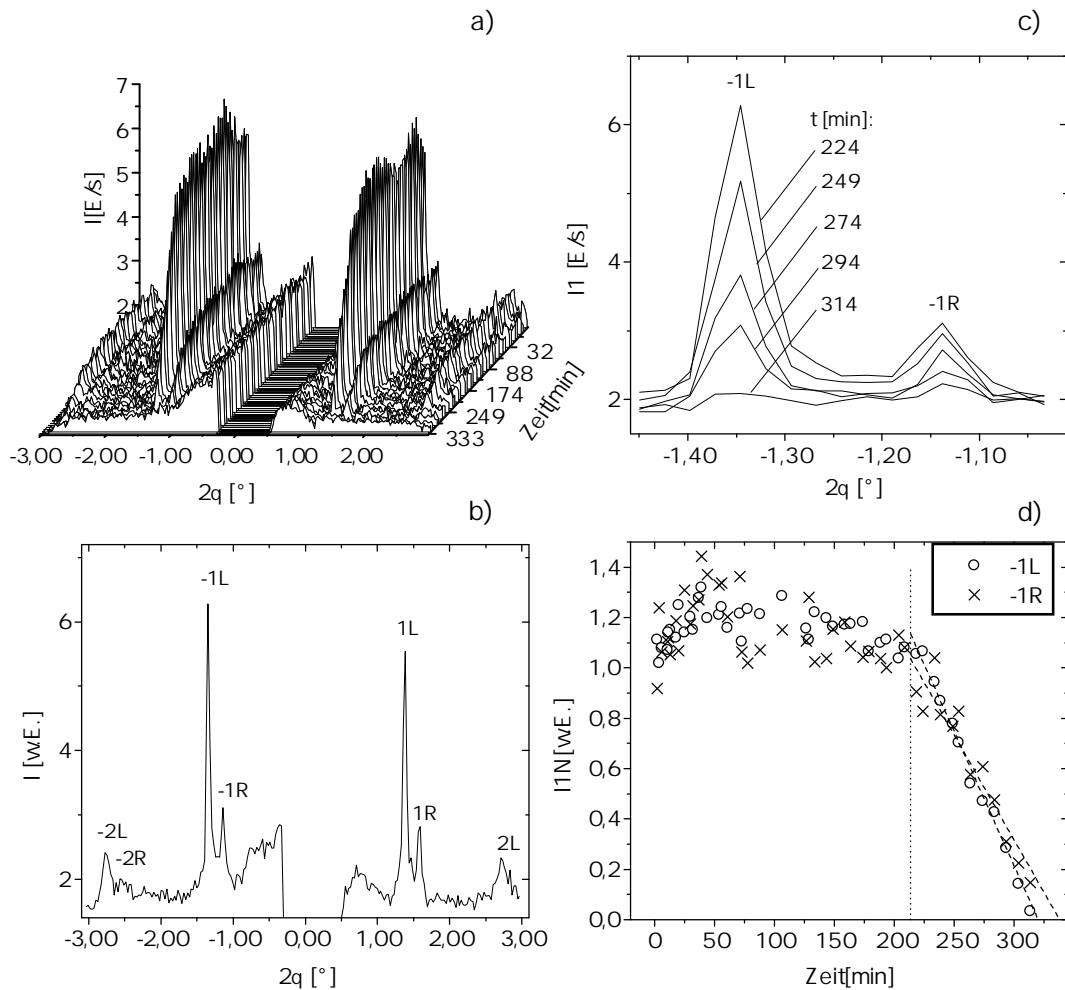 a)
7
6
5
4
3
2
I[E/s]
-3,00 -2,00 -1,00 0,00 1,00 2,00
2q [°]
32
88
174
249
333
Zeit[min]
c)
-1L
t [min]:
224
249
274
294
314
-1R
6
4
2
I1 [E/s]
-1,40 -1,30 -1,20 -1,10
2q [°]
b)
-1L
1L
-1R
1R
-2L
-2R
2L
6
4
2
I [w.E.]
-3,00 -2,00 -1,00 0,00 1,00 2,00 3,00
2q [°]
d)
-1L
-1R
1,4
1,2
1,0
0,8
0,6
0,4
0,2
0,0
I1N[w.E.]
0 50 100 150 200 250 300
Zeit[min]